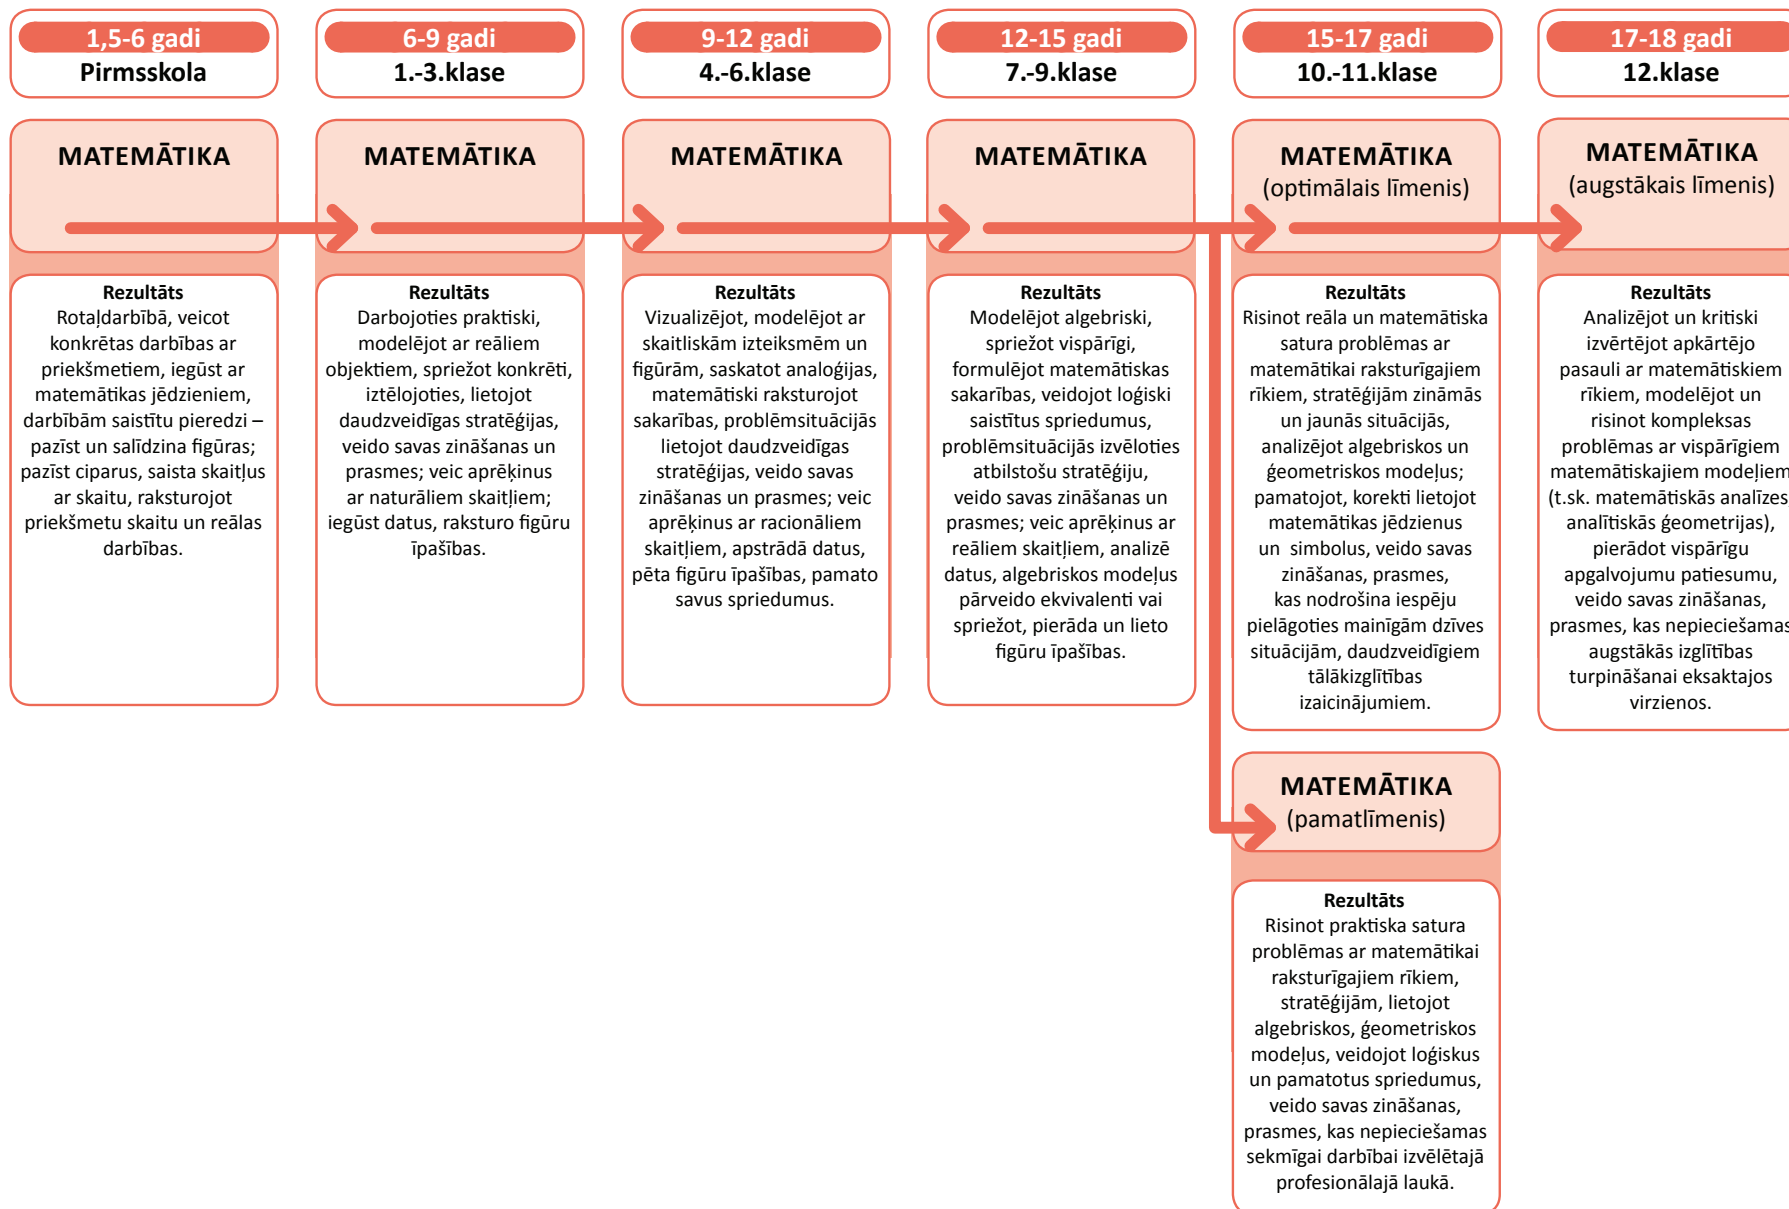 1,5-6 gadi
Pirmsskola
6-9 gadi
1.-3.klase
9-12 gadi
4.-6.klase
12-15 gadi
7.-9.klase
15-17 gadi
10.-11.klase
17-18 gadi
12.klase
MATEMĀTIKA
MATEMĀTIKA
MATEMĀTIKA
MATEMĀTIKA
MATEMĀTIKA
(optimālais līmenis)
MATEMĀTIKA
(augstākais līmenis)
Rezultāts
Rotaļdarbībā, veicot
konkrētas darbības ar
priekšmetiem, iegūst ar
matemātikas jēdzieniem,
darbībām saistītu pieredzi –
pazīst un salīdzina figūras;
pazīst ciparus, saista skaitļus
ar skaitu, raksturojot
priekšmetu skaitu un reālas
darbības.
Rezultāts
Darbojoties praktiski,
modelējot ar reāliem
objektiem, spriežot konkrēti,
iztēlojoties, lietojot
daudzveidīgas stratēģijas,
veido savas zināšanas un
prasmes; veic aprēķinus
ar naturāliem skaitļiem;
iegūst datus, raksturo figūru
īpašības.
Rezultāts
Vizualizējot, modelējot ar
skaitliskām izteiksmēm un
figūrām, saskatot analoģijas,
matemātiski raksturojot
sakarības, problēmsituācijās
lietojot daudzveidīgas
stratēģijas, veido savas
zināšanas un prasmes; veic
aprēķinus ar racionāliem
skaitļiem, apstrādā datus,
pēta figūru īpašības, pamato
savus spriedumus.
Rezultāts
Modelējot algebriski,
spriežot vispārīgi,
formulējot matemātiskas
sakarības, veidojot loģiski
saistītus spriedumus,
problēmsituācijās izvēloties
atbilstošu stratēģiju,
veido savas zināšanas un
prasmes; veic aprēķinus ar
reāliem skaitļiem, analizē
datus, algebriskos modeļus
pārveido ekvivalenti vai
spriežot, pierāda un lieto
figūru īpašības.
Rezultāts
Risinot reāla un matemātiska
satura problēmas ar
matemātikai raksturīgajiem
rīkiem, stratēģijām zināmās
un jaunās situācijās,
analizējot algebriskos un
ģeometriskos modeļus;
pamatojot, korekti lietojot
matemātikas jēdzienus
un simbolus, veido savas
zināšanas, prasmes,
kas nodrošina iespēju
pielāgoties mainīgām dzīves
situācijām, daudzveidīgiem
tālākizglītības
izaicinājumiem.
Rezultāts
Analizējot un kritiski
izvērtējot apkārtējo
pasauli ar matemātiskiem
rīkiem, modelējot un
risinot kompleksas
problēmas ar vispārīgiem
matemātiskajiem modeļiem
(t.sk. matemātiskās analīzes,
analītiskās ģeometrijas),
pierādot vispārīgu
apgalvojumu patiesumu,
veido savas zināšanas,
prasmes, kas nepieciešamas
augstākās izglītības
turpināšanai eksaktajos
virzienos.
MATEMĀTIKA
(pamatlīmenis)
Rezultāts
Risinot praktiska satura
problēmas ar matemātikai
raksturīgajiem rīkiem,
stratēģijām, lietojot
algebriskos, ģeometriskos
modeļus, veidojot loģiskus
un pamatotus spriedumus,
veido savas zināšanas,
prasmes, kas nepieciešamas
sekmīgai darbībai izvēlētajā
profesionālajā laukā.